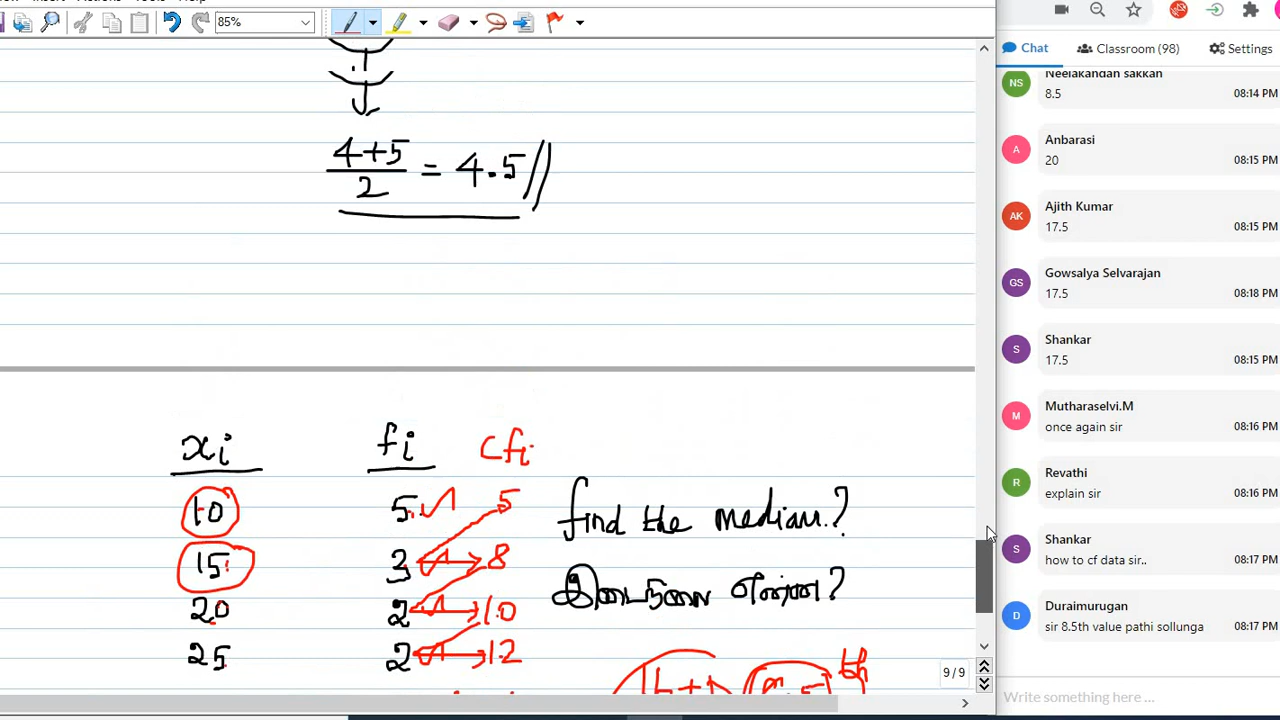 85%
4+5
2
= 4.5//
xi fi cfi
10 5 5
15 3 8
20 2 10
25 2 12
find the median.?
9/9
Chat
Classroom (98)
Settings
NS
Neelakandan sakkan
8.5
08:14 PM
A
Anbarasi
20
08:15 PM
AK
Ajith Kumar
17.5
08:15 PM
GS
Gowsalya Selvarajan
17.5
08:18 PM
S
Shankar
17.5
08:15 PM
M
Mutharaselvi.M
once again sir
08:16 PM
R
Revathi
explain sir
08:16 PM
S
Shankar
how to cf data sir..
08:17 PM
D
Duraimurugan
sir 8.5th value pathi sollunga
08:17 PM
Write something here ...